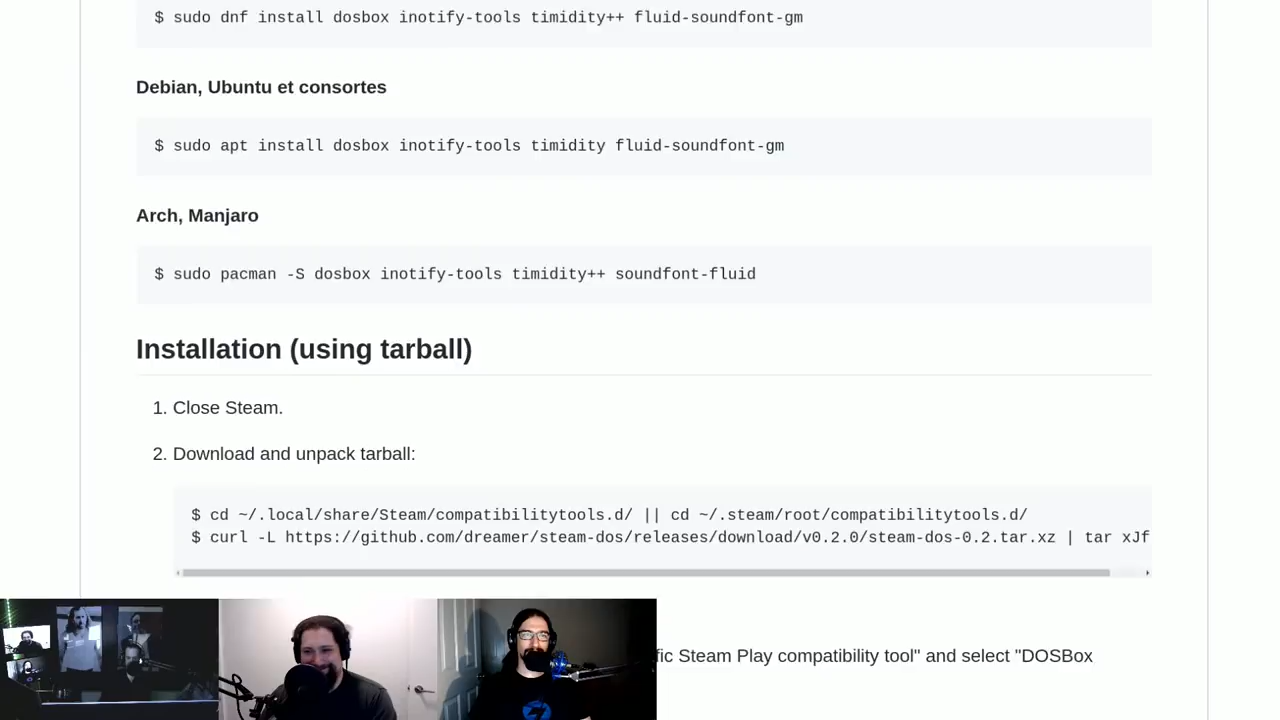 $ sudo dnf install dosbox inotify-tools timidity++ fluid-soundfont-gm
Debian, Ubuntu et consortes
$ sudo apt install dosbox inotify-tools timidity fluid-soundfont-gm
Arch, Manjaro
$ sudo pacman -S dosbox inotify-tools timidity++ soundfont-fluid
Installation (using tarball)
1. Close Steam.
2. Download and unpack tarball:
$ cd ~/.local/share/Steam/compatibilitytools.d/ || cd ~/.steam/root/compatibilitytools.d/
$ curl -L https://github.com/dreamer/steam-dos/releases/download/v0.2.0/steam-dos-0.2.tar.xz | tar xJf
fic Steam Play compatibility tool" and select "DOSBox